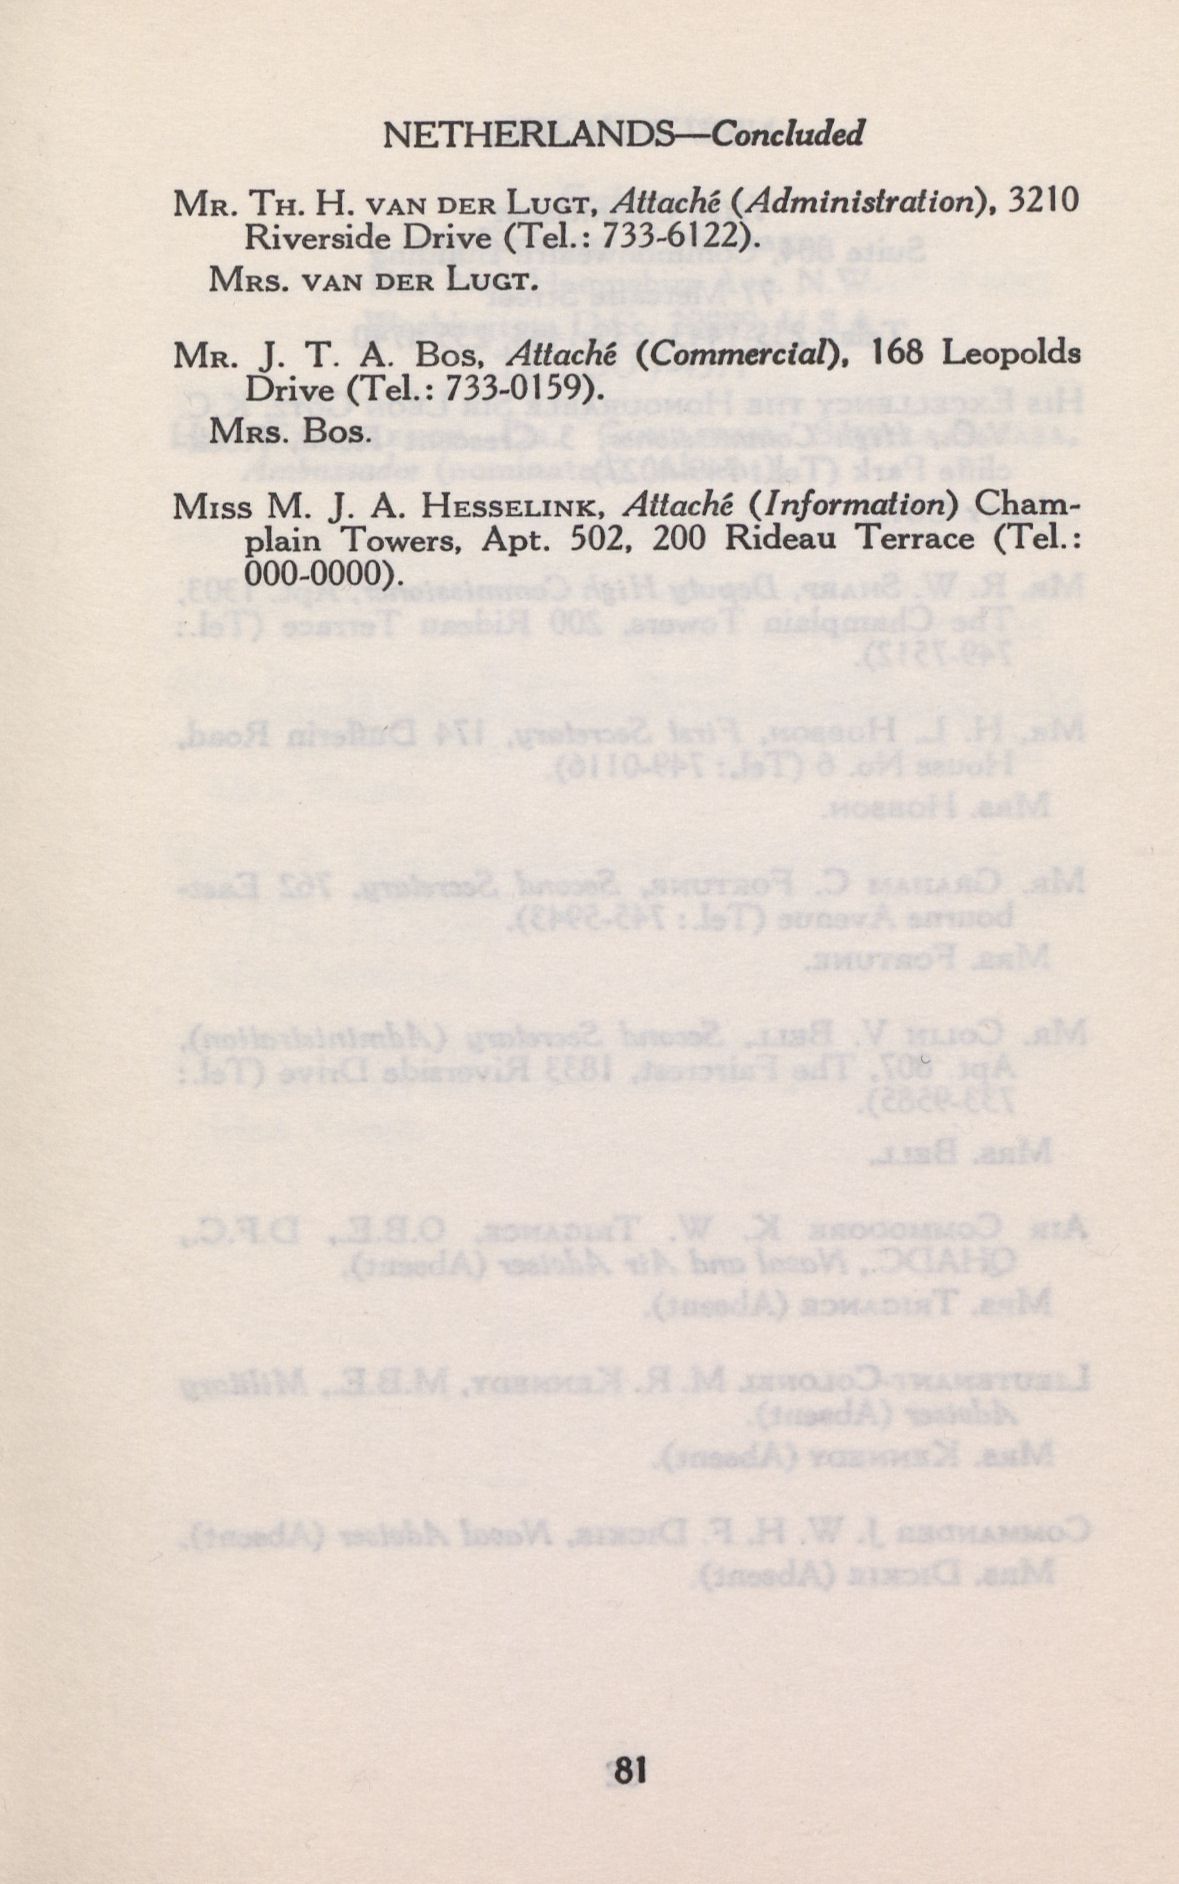 NETHERLANDS—Concluded
MR. TH. H. VAN DER LUGT, Attaché (Administration), 3210
Riverside Drive (Tel.: 733-6122).
MRS. VAN DER LUGT.
MR. J. T. A. BOS, Attaché (Commercial), 168 Leopolds
Drive (Tel.: 733-0159).
MRS. BOS.
MISS M. J. A. HESSELINK, Attaché (Information) Cham-
plain Towers, Apt. 502, 200 Rideau Terrace (Tel.:
000-0000).
81